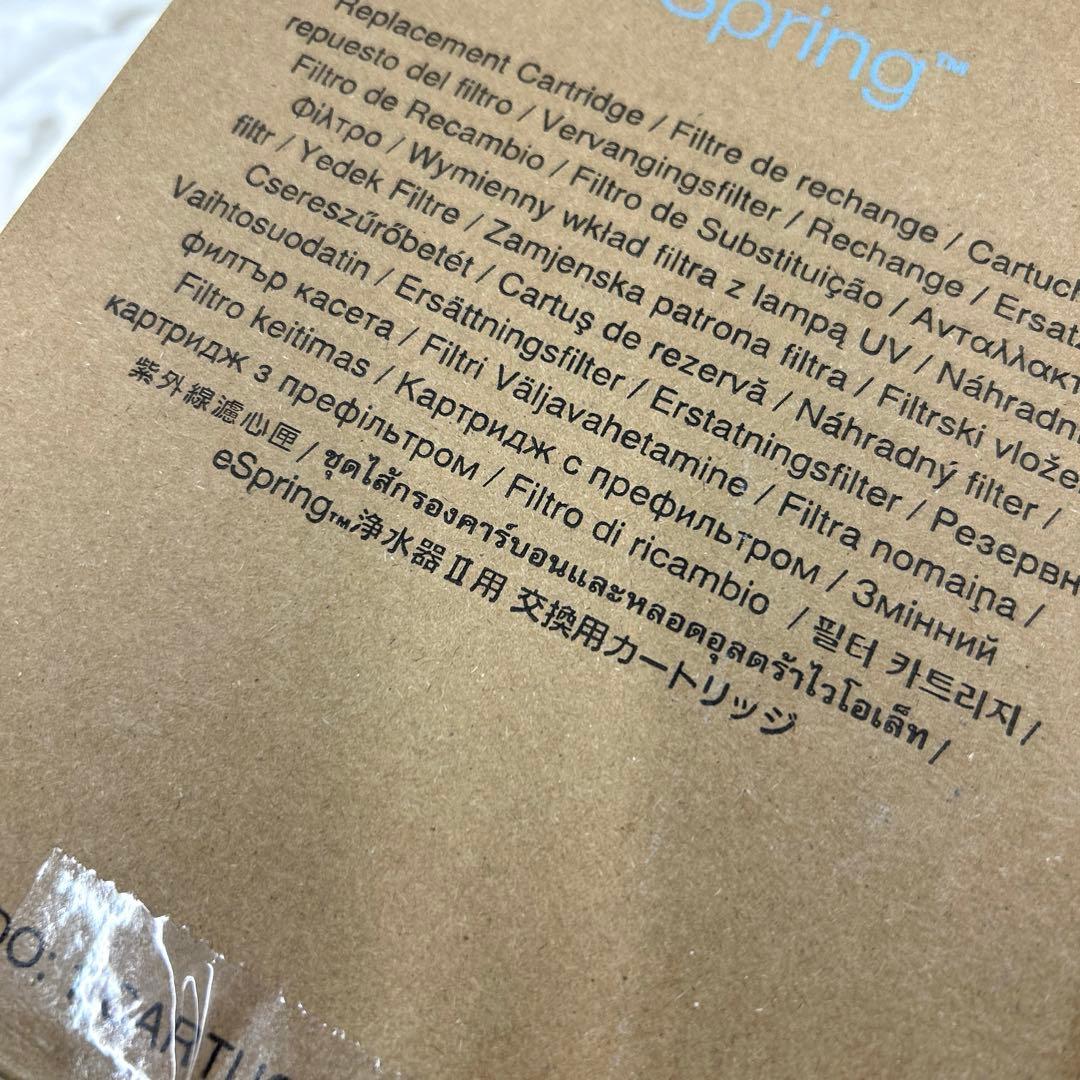 Spring™
Replacement Cartridge / Filtre de rechange / Cartuch
repuesto del filtro / Vervangingsfilter / Rechange / Ersatz
Filtro de Recambio / Filtro de Substituição / Ανταλλακτ
Φίλτρο / Wymienny wkład filtra z lampą UV / Náhradní
filtr / Yedek Filtre / Zamjenska patrona filtra / Filtrski vlože
Csereszűrőbetét / Cartuş de rezervă / Náhradný filter /
Vaihtosuodatin / Ersättningsfilter / Erstatningsfilter / Резервн
филтър касета / Filtri Väljavahetamine / Filtra nomaiņa /
Filtro keitimas / Картридж с префильтром / Змінний
картридж з префільтром / Filtro di ricambio / 필터 카트리지 /
紫外線濾心匣 / ชุดไส้กรองคาร์บอนและหลอดอุลตร้าไวโอเล็ท /
eSpring™浄水器Ⅱ用 交換用カートリッジ
DO: 1 CARTUC